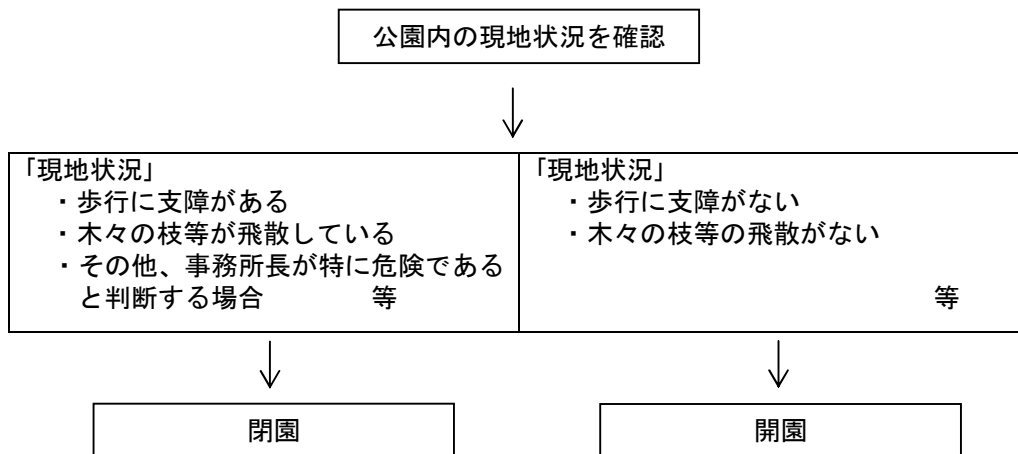 公園内の現地状況を確認
「現地状況」
・歩行に支障がある
・木々の枝等が飛散している
・その他、事務所長が特に危険である
と判断する場合　　　　　等
「現地状況」
・歩行に支障がない
・木々の枝等の飛散がない
等
閉園
開園